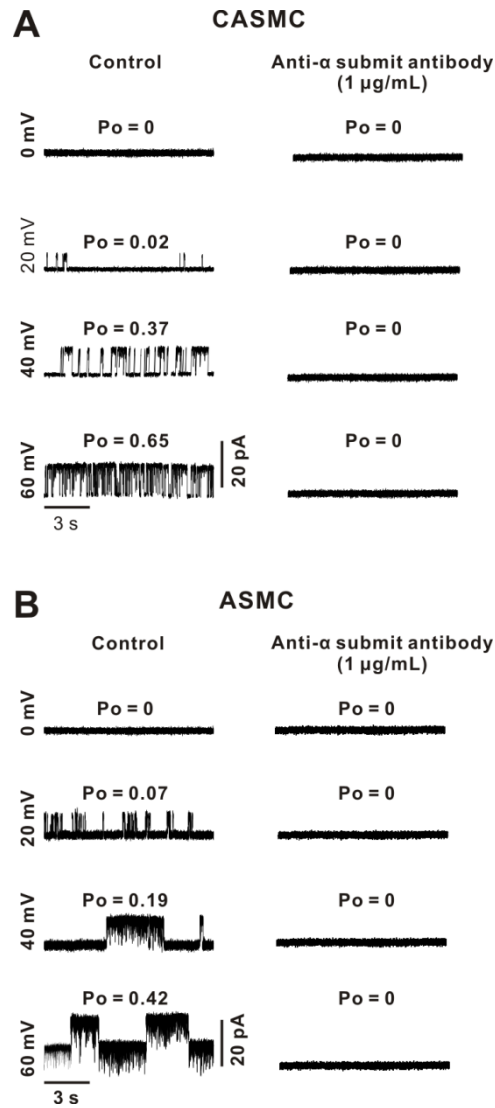 A
CASMC
Control
Anti-α submit antibody
(1 μg/mL)
0 mV
Po = 0
Po = 0
20 mV
Po = 0.02
Po = 0
40 mV
Po = 0.37
Po = 0
60 mV
Po = 0.65
20 pA
Po = 0
3 s
B
ASMC
Control
Anti-α submit antibody
(1 μg/mL)
0 mV
Po = 0
Po = 0
20 mV
Po = 0.07
Po = 0
40 mV
Po = 0.19
Po = 0
60 mV
Po = 0.42
20 pA
Po = 0
3 s